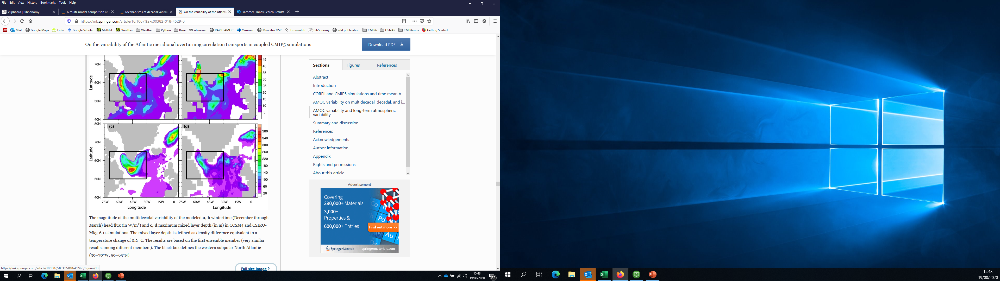 File Edit View History Bookmarks Tools Help
clipboard | BibSonomy
A multi-model comparison of
Mechanisms of decadal variab
On the variability of the Atlanti
Yammer : Inbox Search Results
https://link.springer.com/article/10.1007%2Fs00382-018-4529-0
Mail Google Maps Links Google Scholar MetNet Weather Weather Python Rose nbviewer RAPID AMOC Yammer Mercator OSR Timewatch BibSonomy add publication CMIP6 OSNAP CMIP6runs Getting Started
On the variability of the Atlantic meridional overturning circulation transports in coupled CMIP5 simulations
Download PDF
70N
60N
50N
40N
Latitude
45
40
35
30
25
20
15
10
5
80N
70N
60N
50N
40N
Latitude
(c)
(d)
380
340
300
260
220
180
140
100
60
20
75W 60W 45W 30W 15W 0 75W 60W 45W 30W 15W 0
Longitude Longitude
The magnitude of the multidecadal variability of the modeled a, b wintertime (December through
March) head flux (in W/m²) and c, d maximum mixed layer depth (in m) in CCSM4 and CSIRO-
Mk3-6-0 simulations. The mixed layer depth is defined as density difference equivalent to a
temperature change of 0.2 °C. The results are based on the first ensemble member (very similar
results among different members). The black box defines the western subpolar North Atlantic
(30–70°W, 50–65°N)
Full size image
Sections Figures References
Abstract
Introduction
COREII and CMIP5 simulations and time mean A...
AMOC variability on multidecadal, decadal, and i...
AMOC variability and long-term atmospheric
variability
Summary and discussion
References
Acknowledgements
Author information
Appendix
Rights and permissions
About this article
Advertisement
Covering
290,000+ Materials
3,000+
Properties &
600,000+ Entries
Co
Pd
Au
Find out more >>
Springer Materials springermaterials.com
https://link.springer.com/article/10.1007/s00382-018-4529-0/figures/13
15:48
19/08/2020
22
15:48
19/08/2020